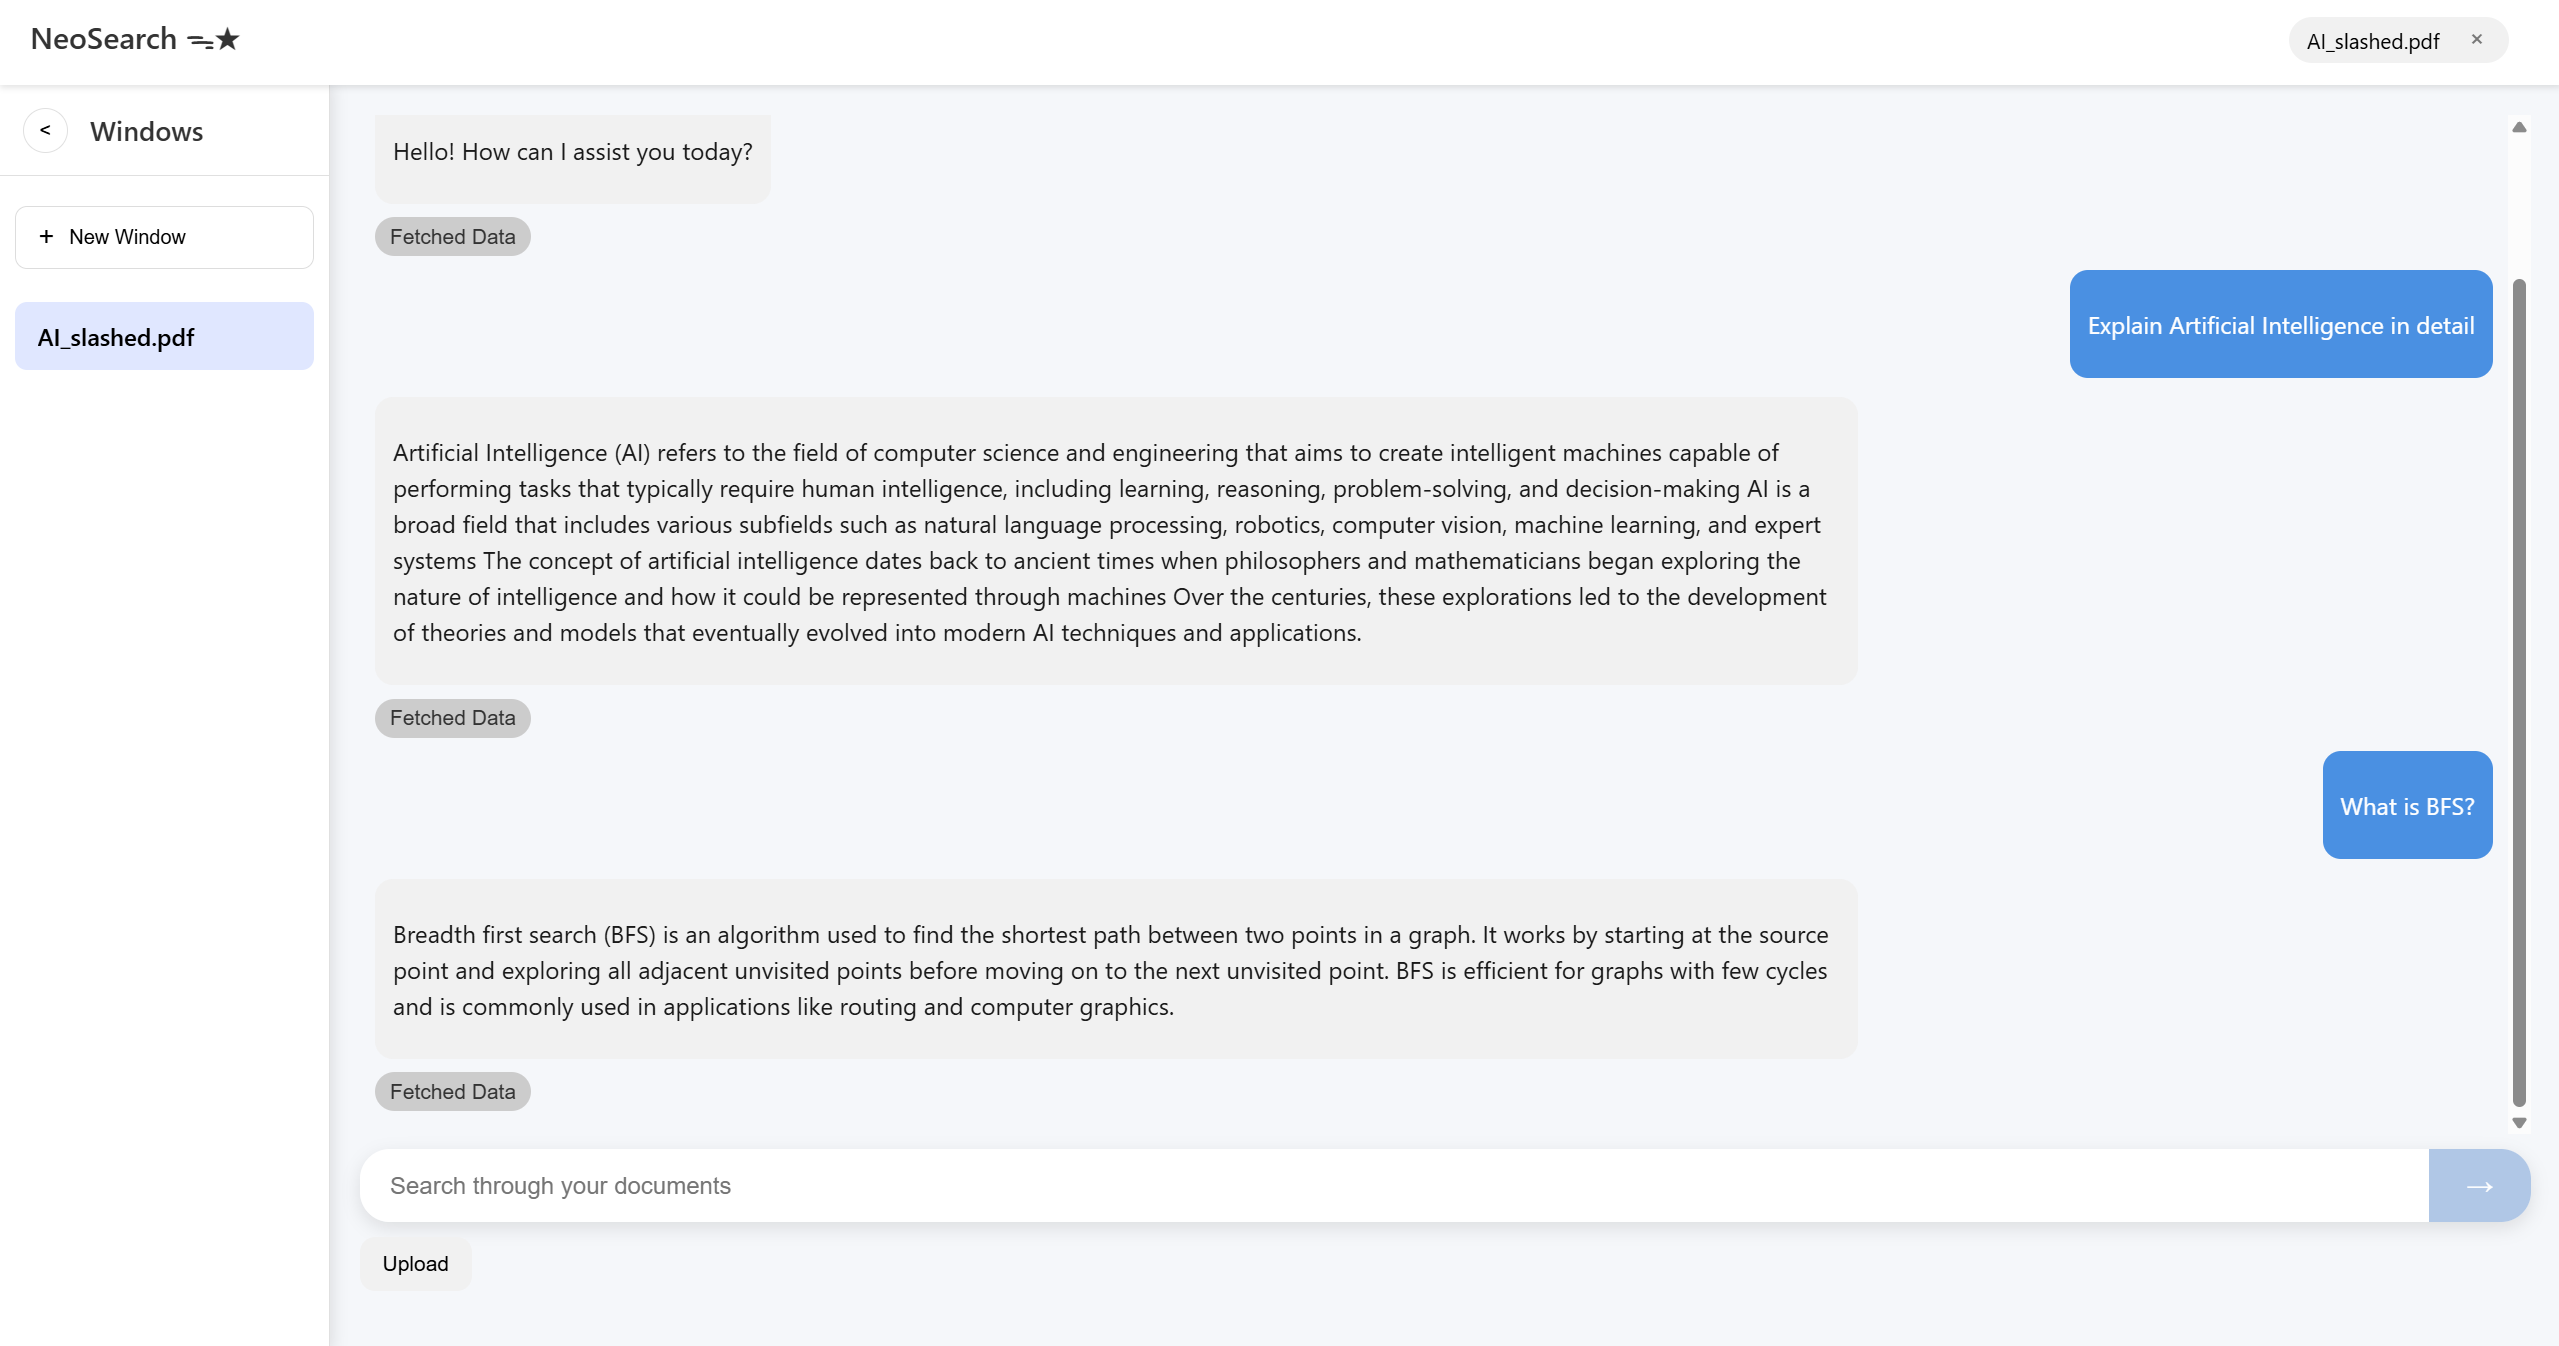 NeoSearch
AI_slashed.pdf ×
< Windows
+ New Window
AI_slashed.pdf
Hello! How can I assist you today?
Fetched Data
Explain Artificial Intelligence in detail
Artificial Intelligence (AI) refers to the field of computer science and engineering that aims to create intelligent machines capable of
performing tasks that typically require human intelligence, including learning, reasoning, problem-solving, and decision-making AI is a
broad field that includes various subfields such as natural language processing, robotics, computer vision, machine learning, and expert
systems The concept of artificial intelligence dates back to ancient times when philosophers and mathematicians began exploring the
nature of intelligence and how it could be represented through machines Over the centuries, these explorations led to the development
of theories and models that eventually evolved into modern AI techniques and applications.
Fetched Data
What is BFS?
Breadth first search (BFS) is an algorithm used to find the shortest path between two points in a graph. It works by starting at the source
point and exploring all adjacent unvisited points before moving on to the next unvisited point. BFS is efficient for graphs with few cycles
and is commonly used in applications like routing and computer graphics.
Fetched Data
Search through your documents
→
Upload